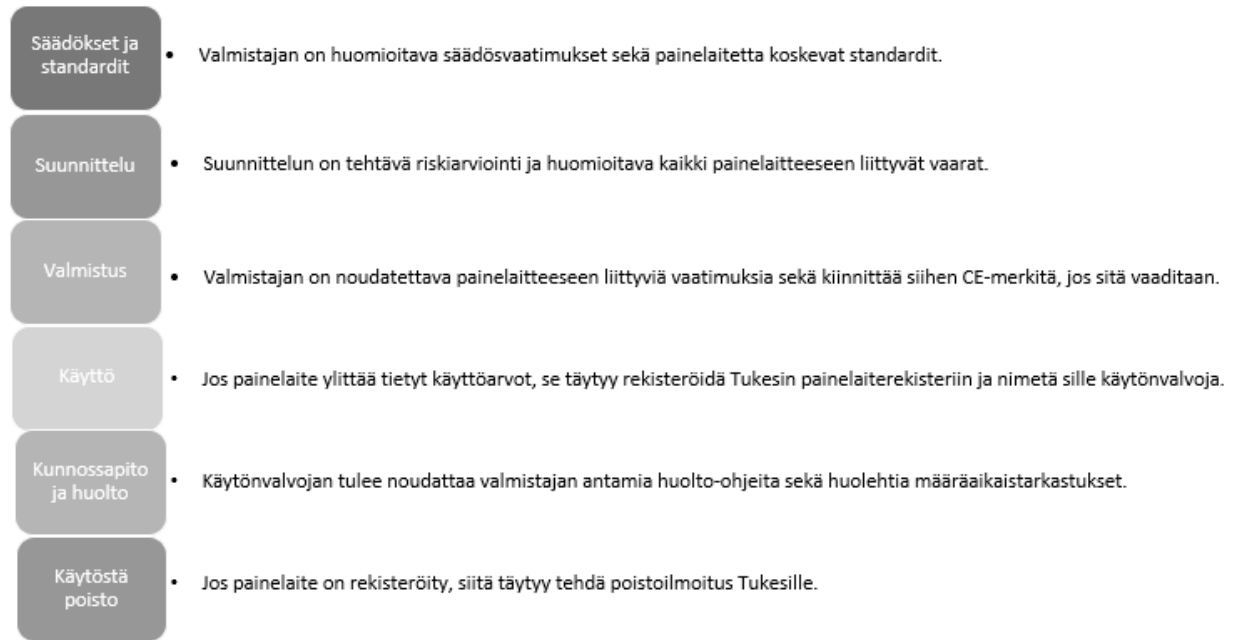 Säädökset ja
standardit
• Valmistajan on huomioitava säädösvaatimukset sekä painelaitetta koskevat standardit.
Suunnittelu
• Suunnittelun on tehtävä riskiarviointi ja huomioitava kaikki painelaitteeseen liittyvät vaarat.
Valmistus
• Valmistajan on noudatettava painelaitteeseen liittyviä vaatimuksia sekä kiinnittää siihen CE-merkitä, jos sitä vaaditaan.
Käyttö
• Jos painelaite ylittää tietyt käyttöarvot, se täytyy rekisteröidä Tukesin painelaiterekisteriin ja nimetä sille käytönvalvoja.
Kunnossapito
ja huolto
• Käytönvalvojan tulee noudattaa valmistajan antamia huolto-ohjeita sekä huolehtia määräaikaistarkastukset.
Käytöstä
poisto
• Jos painelaite on rekisteröity, siitä täytyy tehdä poistoilmoitus Tukesille.